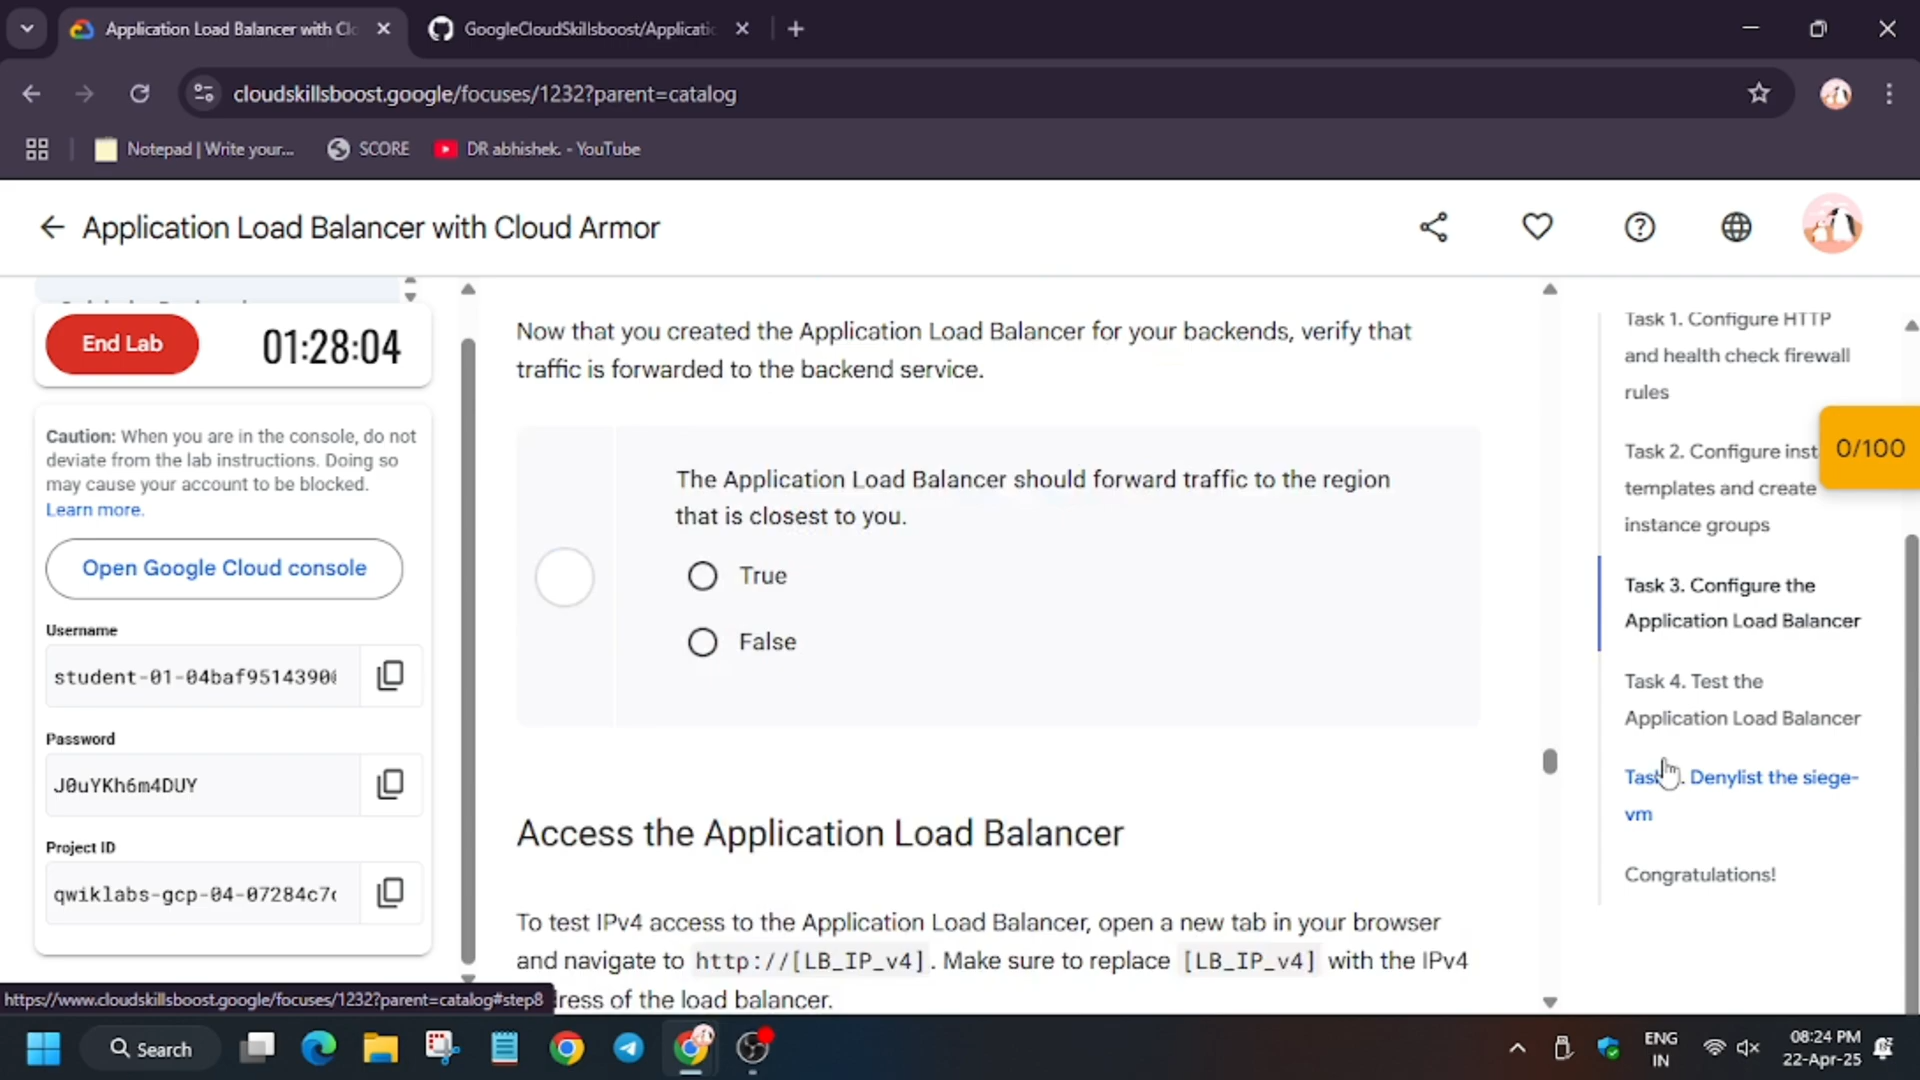 Application Load Balancer with Clo
GoogleCloudSkillsboost/Applicatio
cloudskillsboost.google/focuses/1232?parent=catalog
Notepad | Write your...
SCORE
DR abhishek. - YouTube
Application Load Balancer with Cloud Armor
End Lab
01:28:04
Caution: When you are in the console, do not
deviate from the lab instructions. Doing so
may cause your account to be blocked.
Learn more.
Open Google Cloud console
Username
student-01-04baf9514390
Password
J0uYKh6m4DUY
Project ID
qwiklabs-gcp-04-07284c7
Now that you created the Application Load Balancer for your backends, verify that
traffic is forwarded to the backend service.
The Application Load Balancer should forward traffic to the region
that is closest to you.
True
False
Access the Application Load Balancer
To test IPv4 access to the Application Load Balancer, open a new tab in your browser
and navigate to http://[LB_IP_v4]. Make sure to replace [LB_IP_v4] with the IPv4
ress of the load balancer.
Task 1. Configure HTTP
and health check firewall
rules
Task 2. Configure inst
templates and create
instance groups
Task 3. Configure the
Application Load Balancer
Task 4. Test the
Application Load Balancer
Tas . Denylist the siege-
vm
Congratulations!
0/100
https://www.cloudskillsboost.google/focuses/1232?parent=catalog#step8
Search
ENG
IN
08:24 PM
22-Apr-25